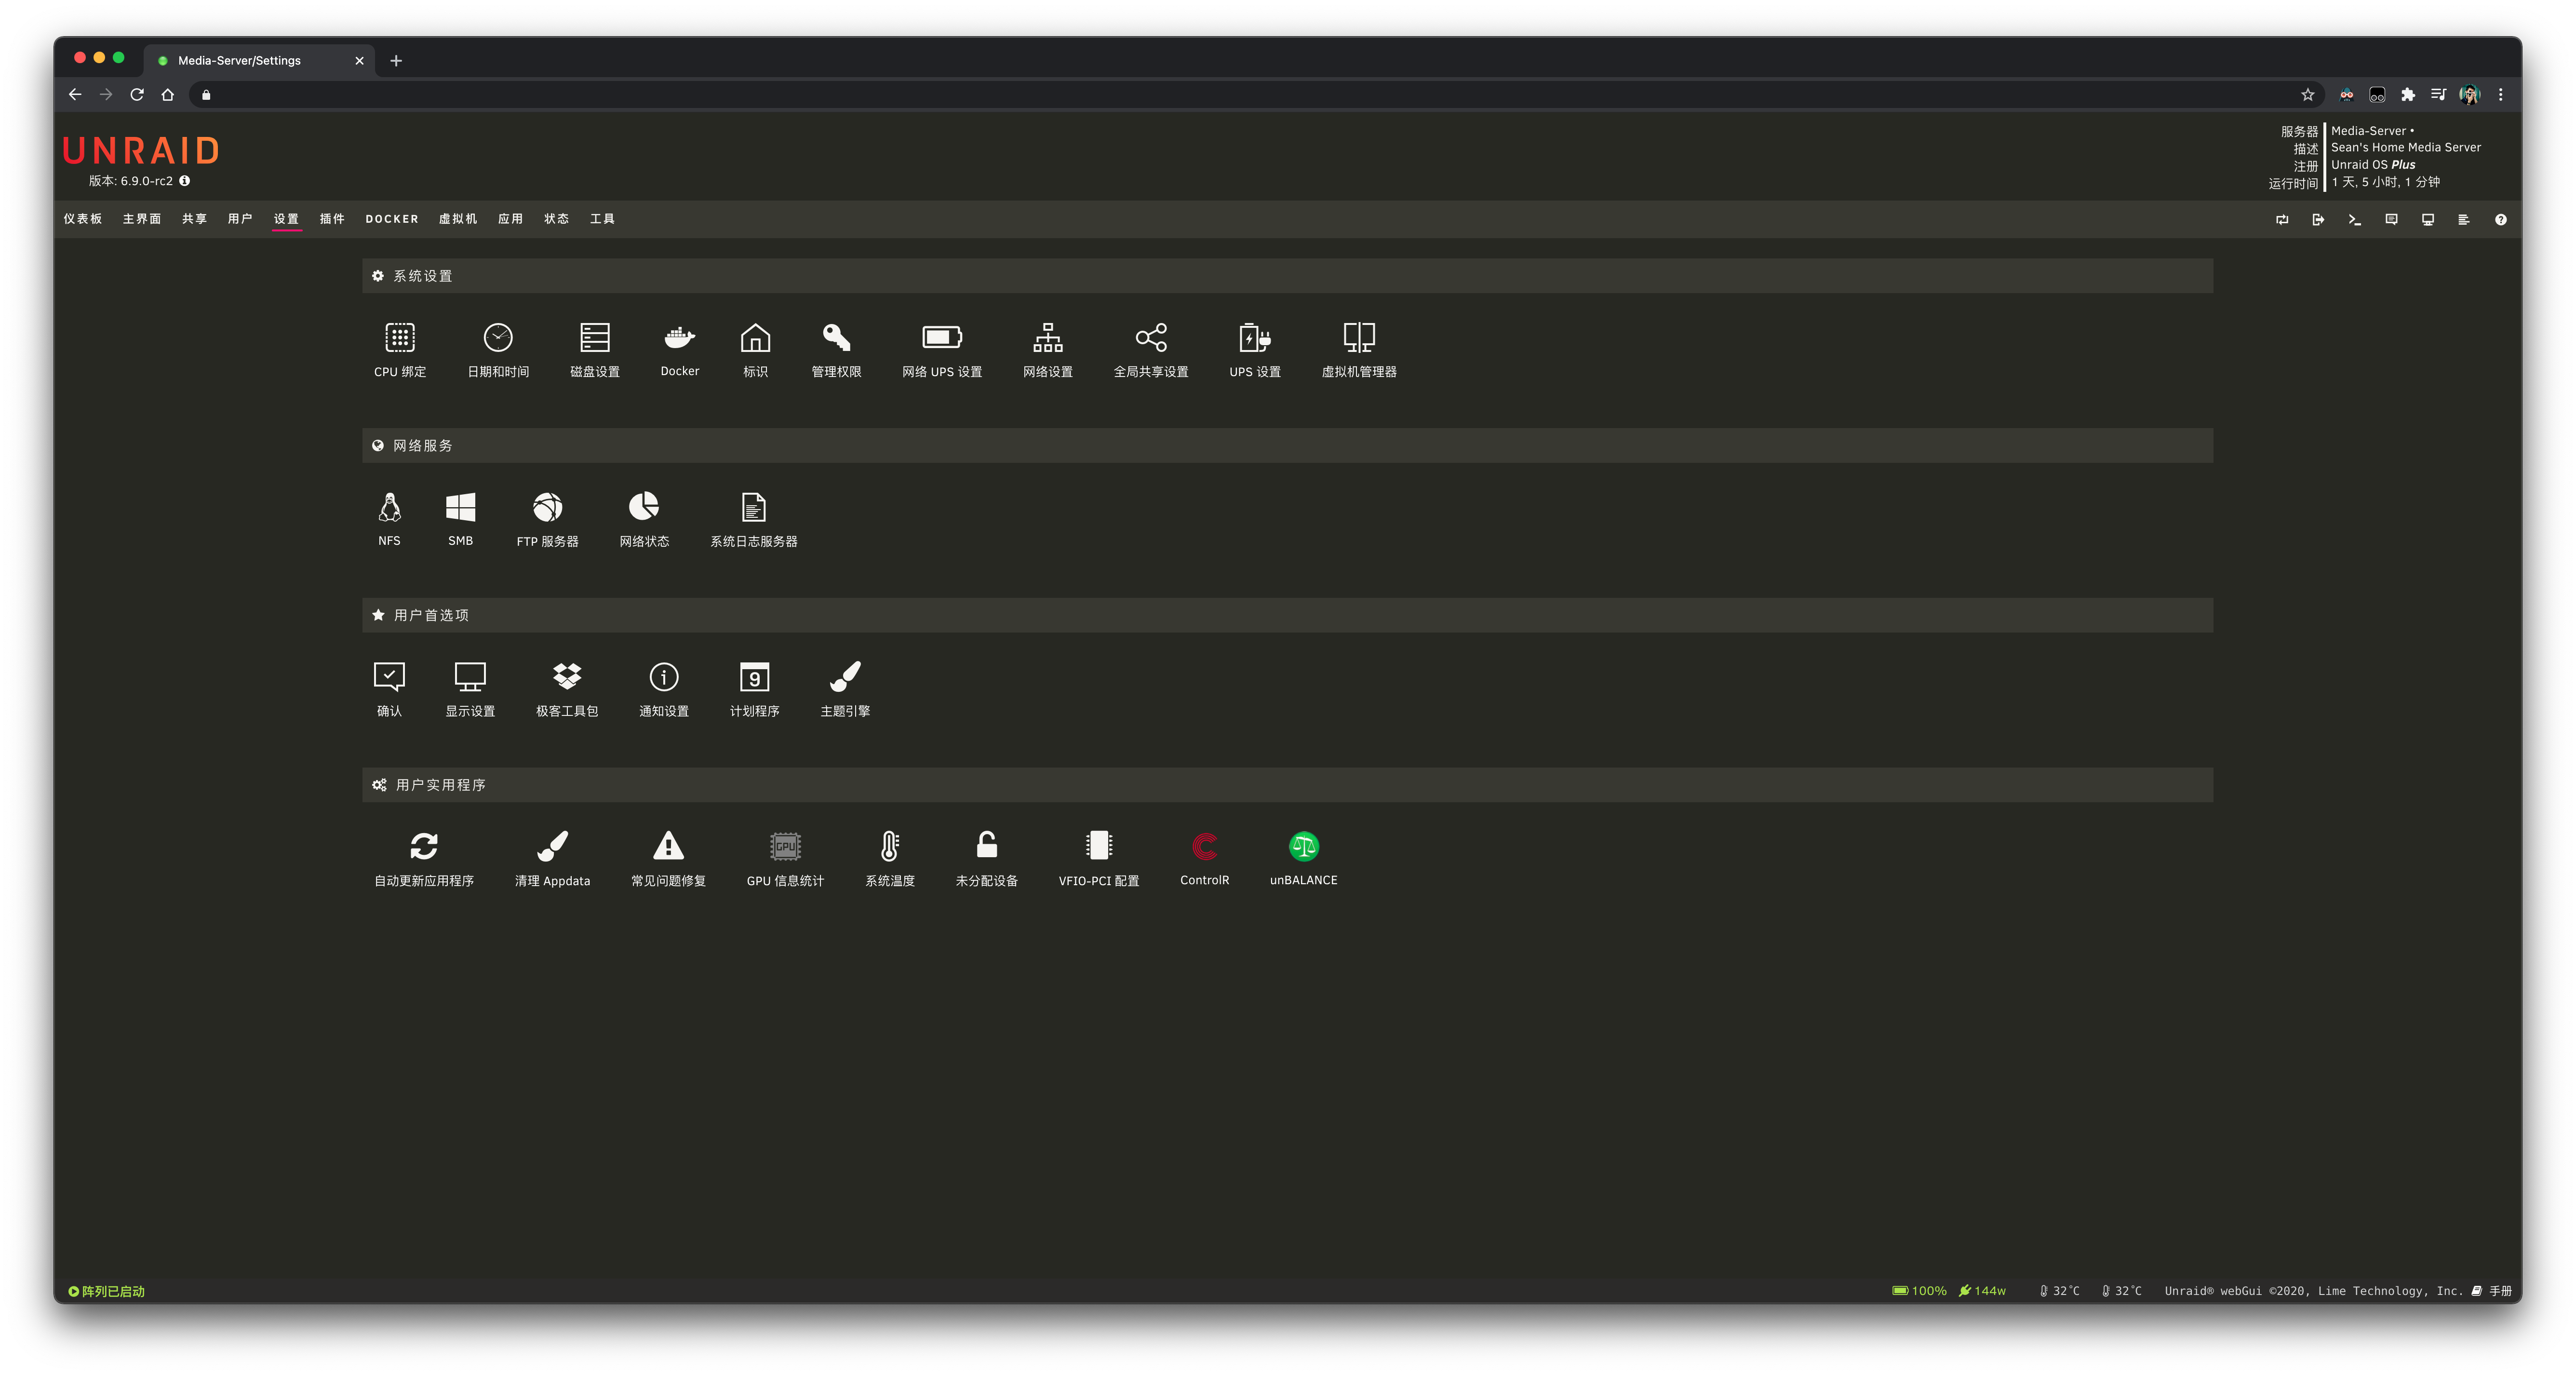 Media-Server/Settings
UNRAID
版本: 6.9.0-rc2
服务器 Media-Server •
描述 Sean's Home Media Server
注册 Unraid OS Plus
运行时间 1 天, 5 小时, 1 分钟
仪表板 主界面 共享 用户 设置 插件 DOCKER 虚拟机 应用 状态 工具
系统设置
CPU 绑定 日期和时间 磁盘设置 Docker 标识 管理权限 网络 UPS 设置 网络设置 全局共享设置 UPS 设置 虚拟机管理器
网络服务
NFS SMB FTP 服务器 网络状态 系统日志服务器
用户首选项
9
确认 显示设置 极客工具包 通知设置 计划程序 主题引擎
用户实用程序
GPU
自动更新应用程序 清理 Appdata 常见问题修复 GPU 信息统计 系统温度 未分配设备 VFIO-PCI 配置 ControlR unBALANCE
阵列已启动 100% 144w 32°C 32°C Unraid® webGui ©2020, Lime Technology, Inc. 手册